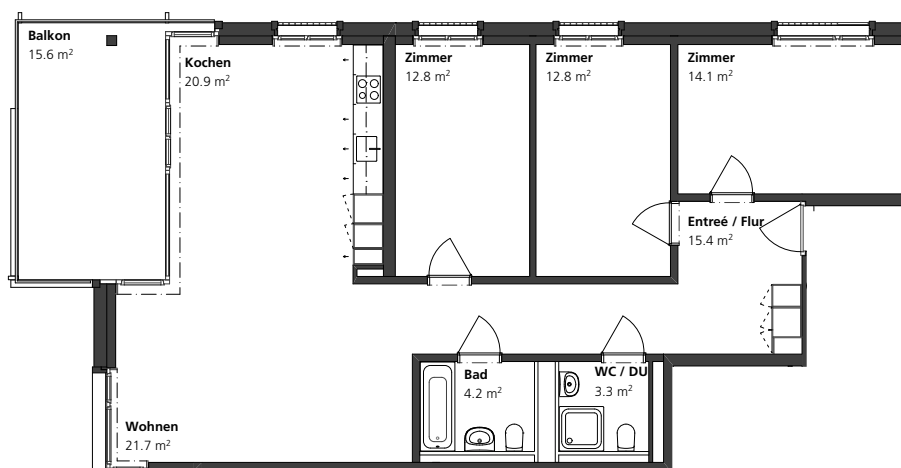 Balkon
15.6 m²
Kochen
20.9 m²
Zimmer
12.8 m²
Zimmer
12.8 m²
Zimmer
14.1 m²
Entreé / Flur
15.4 m²
Bad
4.2 m²
WC / DU
3.3 m²
Wohnen
21.7 m²